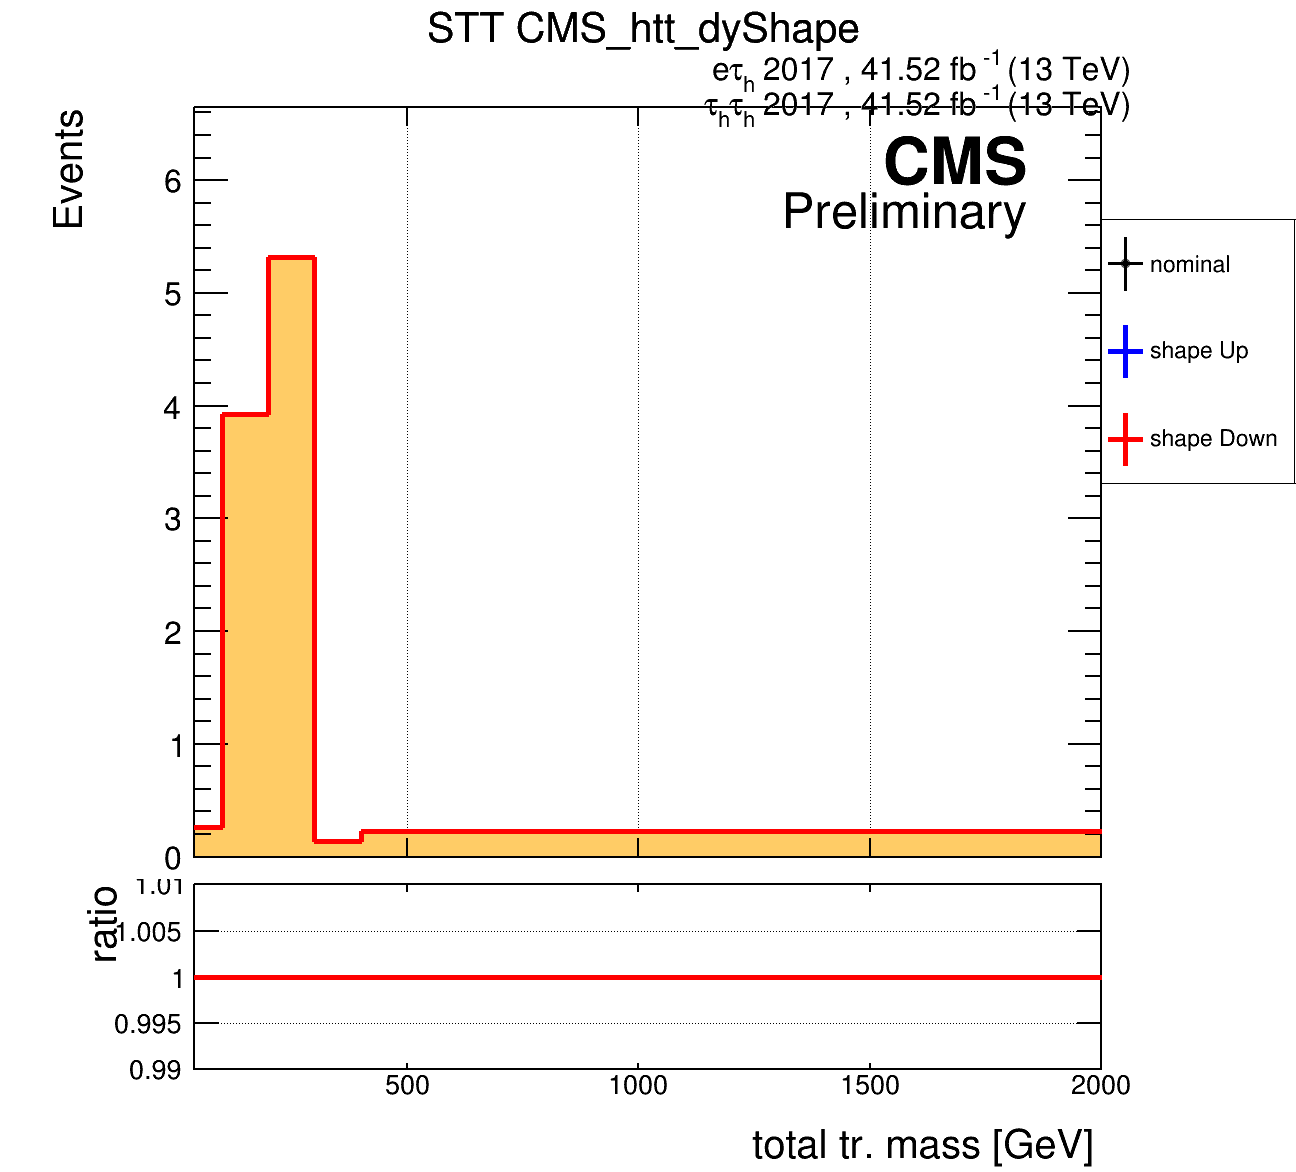 STT CMS_htt_dyShape
eτh 2017 , 41.52 fb-1 (13 TeV)
τhτh 2017 , 41.52 fb-1 (13 TeV)
Events
CMS
Preliminary
6
5
4
3
2
1
0
nominal
shape Up
shape Down
ratio
1.01
1.005
1
0.995
0.99
500 1000 1500 2000
total tr. mass [GeV]